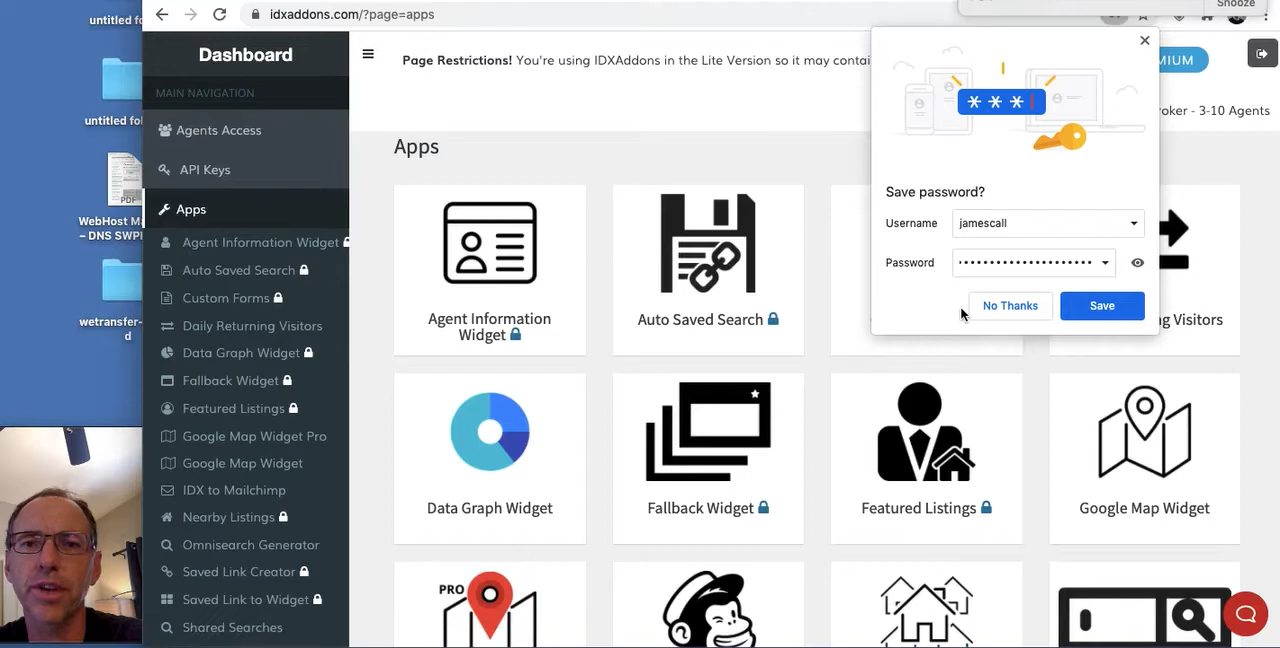 untitled fo
untitled fol
PDF
WebHost Ma
– DNS SWPI
wetransfer-
d
idxaddons.com/?page=apps
Snooze
Dashboard
MAIN NAVIGATION
Agents Access
API Keys
Apps
Agent Information Widget
Auto Saved Search
Custom Forms
Daily Returning Visitors
Data Graph Widget
Fallback Widget
Featured Listings
Google Map Widget Pro
Google Map Widget
IDX to Mailchimp
Nearby Listings
Omnisearch Generator
Saved Link Creator
Saved Link to Widget
Shared Searches
Page Restrictions! You're using IDXAddons in the Lite Version so it may contai
MIUM
roker - 3-10 Agents
Apps
Agent Information
Widget
Auto Saved Search
ng Visitors
Data Graph Widget
Fallback Widget
Featured Listings
Google Map Widget
PRO
***
Save password?
Username
jamescall
Password
•••••••••••••••••••••
No Thanks
Save